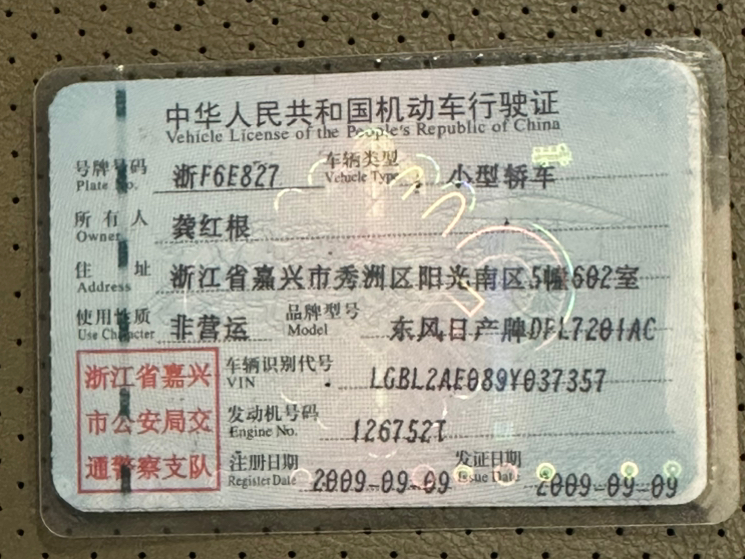 中华人民共和国机动车行驶证
Vehicle License of the People's Republic of China
号牌号码 浙F6E827 车辆类型 小型轿车
Plate No. Vehicle Type
所有人 龚红根
Owner
住址 浙江省嘉兴市秀洲区阳光南区5幢602室
Address
使用性质 非营运 品牌型号 东风日产牌DFL7201AC
Use Character Model
浙江省嘉兴
市公安局交
通警察支队
车辆识别代号 LGBL2AE089Y037357
VIN
发动机号码 126752T
Engine No.
注册日期 2009-09-09 发证日期 2009-09-09
Register Date Issue Date